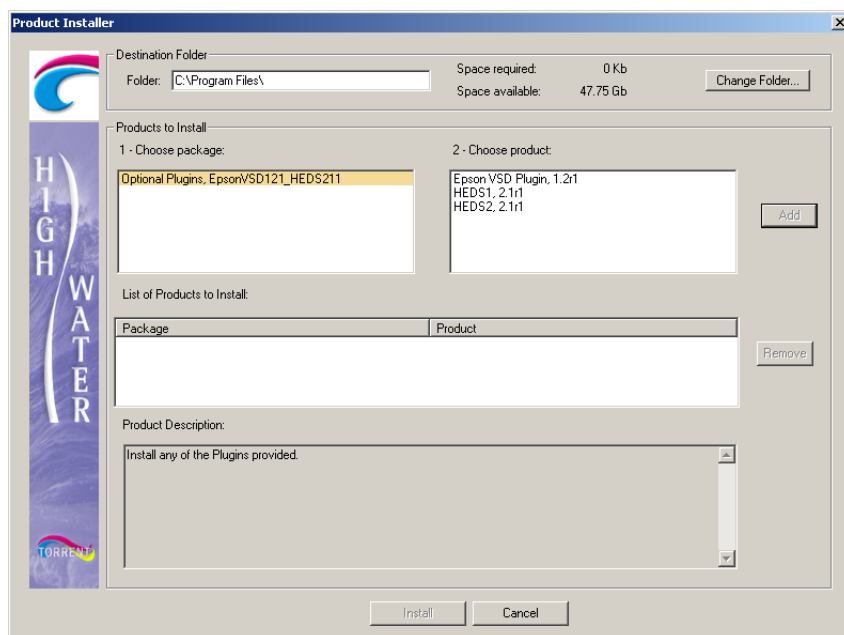 Product Installer
Destination Folder
Folder: C:\Program Files\
Space required: 0 Kb
Space available: 47.75 Gb
Change Folder...
HIGH WATER
TORRENT
Products to Install
1 - Choose package:
Optional Plugins, EpsonVSD121_HEDS211
2 - Choose product:
Epson VSD Plugin, 1.2r1
HEDS1, 2.1r1
HEDS2, 2.1r1
Add
List of Products to Install:
Package Product
Remove
Product Description:
Install any of the Plugins provided.
Install Cancel